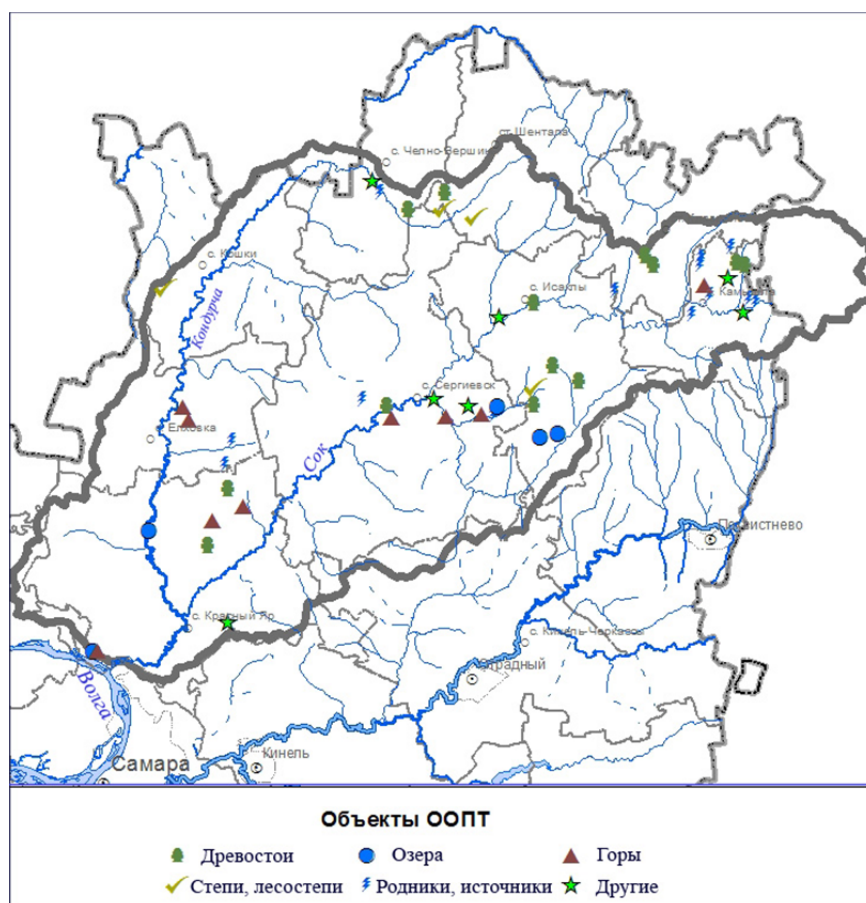 ст. Шентала
с. Челно-Вершины
с. Кошки
Кондурча
с. Исаклы
Камышла
с. Сергиевск
с. Елховка
Сок
Похвистнево
с. Красный Яр
с. Кинель-Черкассы
Отрадный
Волга
Кинель
Самара
Объекты ООПТ
Древостои Озера Горы
Степи, лесостепи Родники, источники Другие